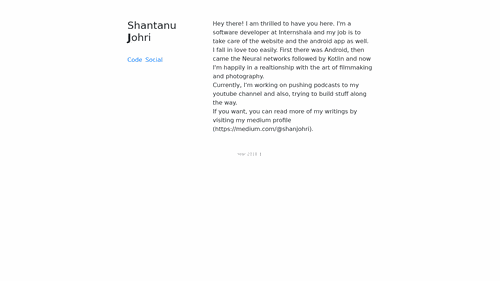 Shantanu
Johri
Code Social
Hey there! I am thrilled to have you here. I'm a
software developer at Internshala and my job is to
take care of the website and the android app as well.
I fall in love too easily. First there was Android, then
came the Neural networks followed by Kotlin and now
I'm happily in a realtionship with the art of filmmaking
and photography.
Currently, I'm working on pushing podcasts to my
youtube channel and also, trying to build stuff along
the way.
If you want, you can read more of my writings by
visiting my medium profile
(https://medium.com/@shanjohri).